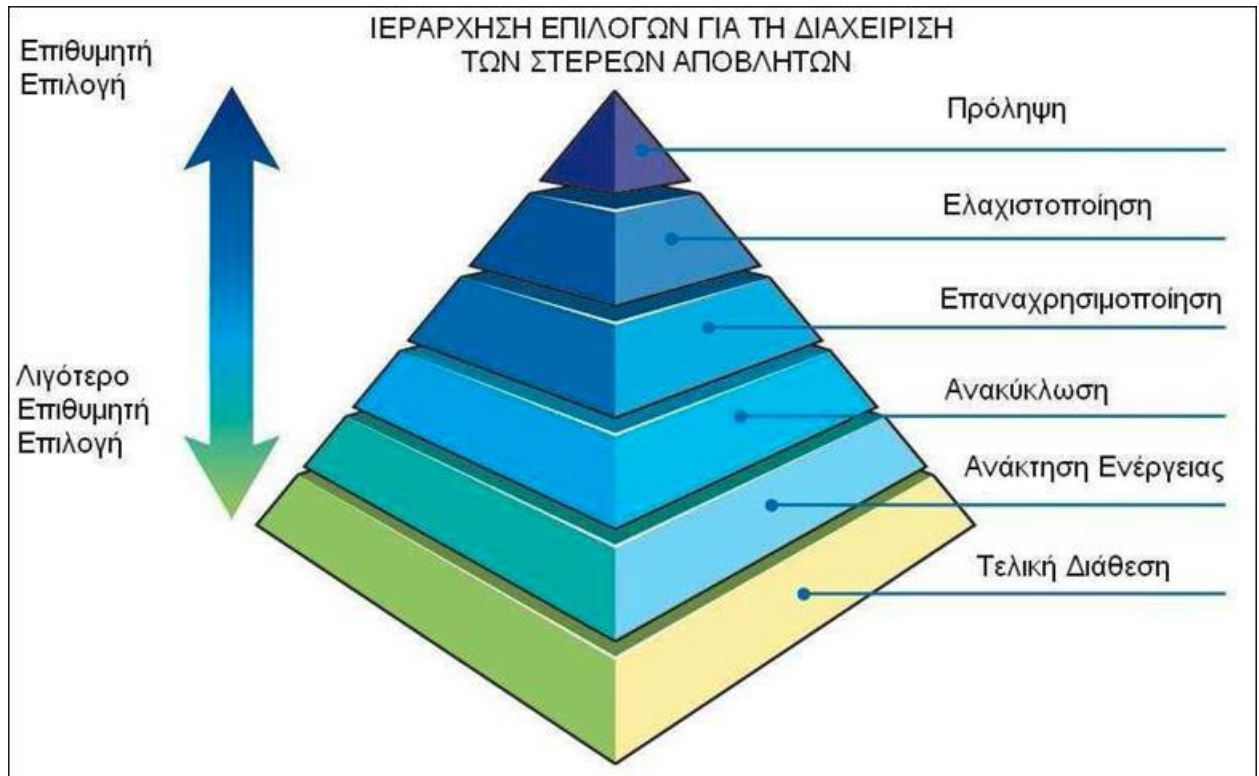 ΙΕΡΑΡΧΗΣΗ ΕΠΙΛΟΓΩΝ ΓΙΑ ΤΗ ΔΙΑΧΕΙΡΙΣΗ
ΤΩΝ ΣΤΕΡΕΩΝ ΑΠΟΒΛΗΤΩΝ
Επιθυμητή
Επιλογή
Λιγότερο
Επιθυμητή
Επιλογή
Πρόληψη
Ελαχιστοποίηση
Επαναχρησιμοποίηση
Ανακύκλωση
Ανάκτηση Ενέργειας
Τελική Διάθεση